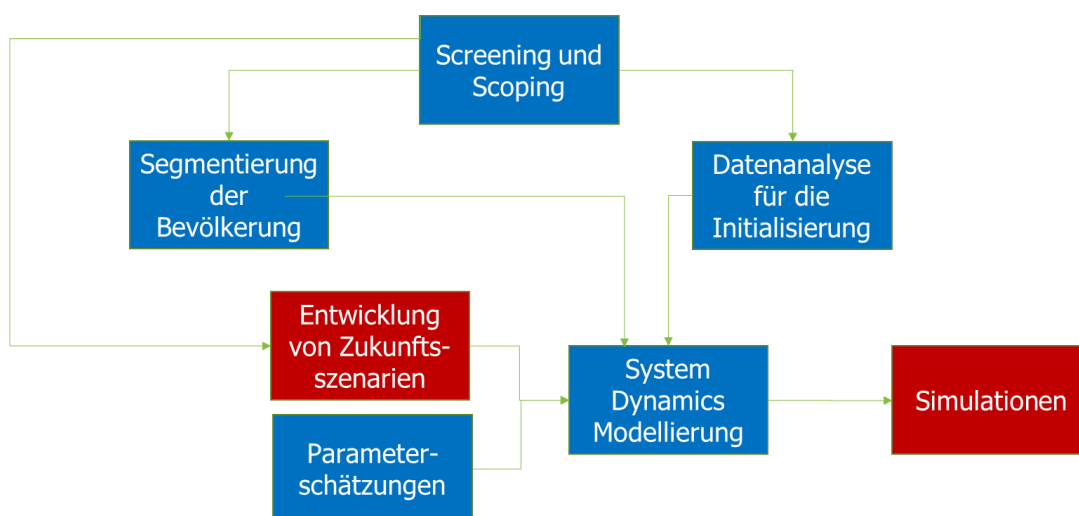 Screening und
Scoping
Segmentierung
der
Bevölkerung
Datenanalyse
für die
Initialisierung
Entwicklung
von Zukunfts-
szenarien
System
Dynamics
Modellierung
Simulationen
Parameter-
schätzungen